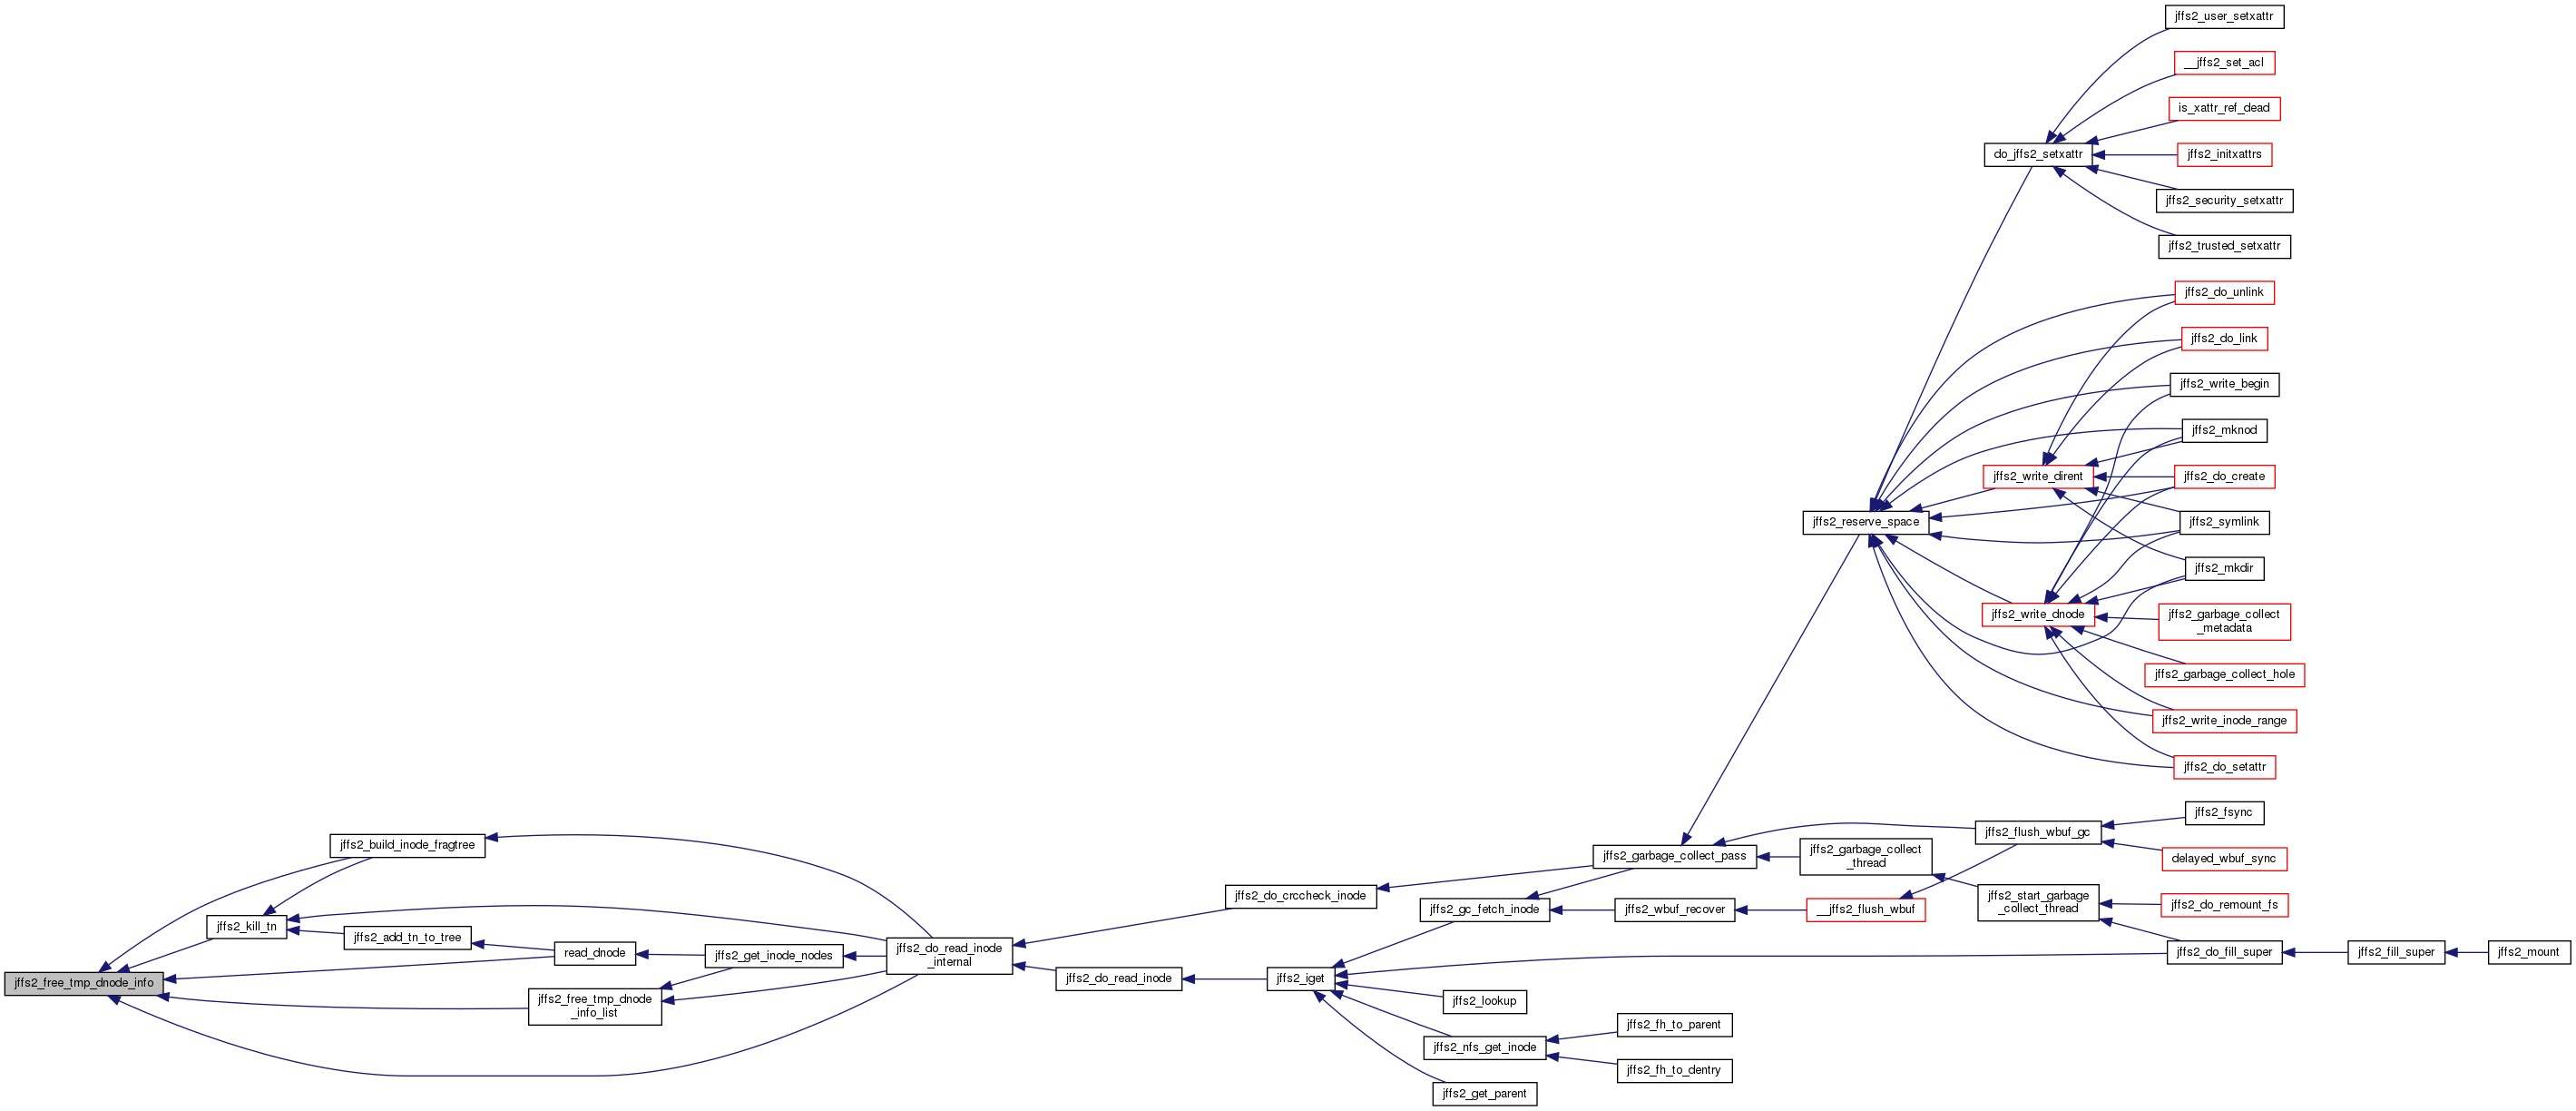 jffs2_user_setxattr
__jffs2_set_acl
is_xattr_ref_dead
do_jffs2_setxattr
jffs2_initxattrs
jffs2_security_setxattr
jffs2_trusted_setxattr
jffs2_do_unlink
jffs2_do_link
jffs2_write_begin
jffs2_mknod
jffs2_write_dirent
jffs2_do_create
jffs2_reserve_space
jffs2_symlink
jffs2_mkdir
jffs2_write_dnode
jffs2_garbage_collect
_metadata
jffs2_garbage_collect_hole
jffs2_write_inode_range
jffs2_do_setattr
jffs2_fsync
jffs2_flush_wbuf_gc
delayed_wbuf_sync
jffs2_build_inode_fragtree
jffs2_garbage_collect_pass
jffs2_garbage_collect
_thread
jffs2_do_crccheck_inode
jffs2_start_garbage
_collect_thread
jffs2_do_remount_fs
jffs2_gc_fetch_inode
jffs2_wbuf_recover
__jffs2_flush_wbuf
jffs2_kill_tn
jffs2_add_tn_to_tree
read_dnode
jffs2_get_inode_nodes
jffs2_do_read_inode
_internal
jffs2_do_fill_super
jffs2_fill_super
jffs2_mount
jffs2_free_tmp_dnode_info
jffs2_do_read_inode
jffs2_iget
jffs2_free_tmp_dnode
_info_list
jffs2_lookup
jffs2_fh_to_parent
jffs2_nfs_get_inode
jffs2_fh_to_dentry
jffs2_get_parent